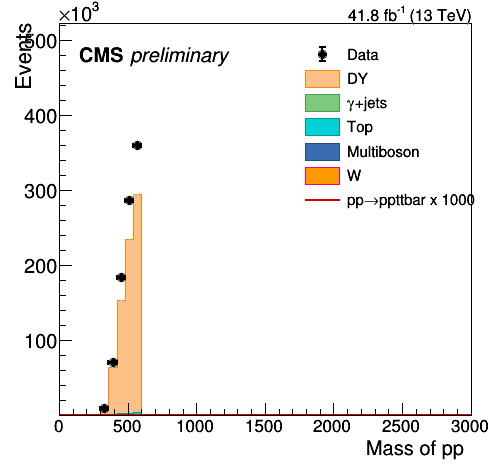 ×10³
41.8 fb⁻¹ (13 TeV)
Events
CMS preliminary
Data
DY
γ+jets
Top
Multiboson
W
pp→ppttbar x 1000
500
400
300
200
100
0 500 1000 1500 2000 2500 3000
Mass of pp